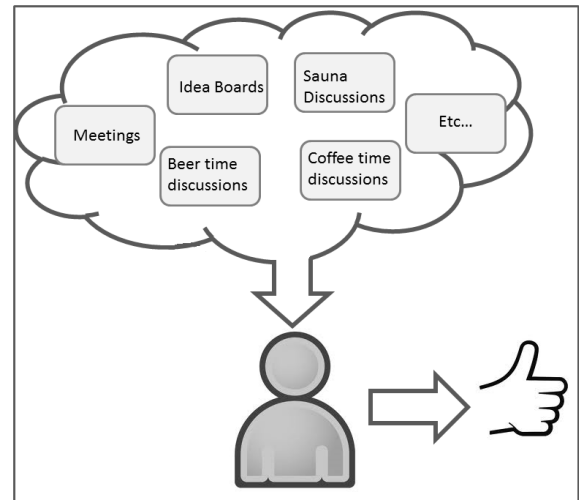 Idea Boards
Sauna
Discussions
Meetings
Etc...
Beer time
discussions
Coffee time
discussions